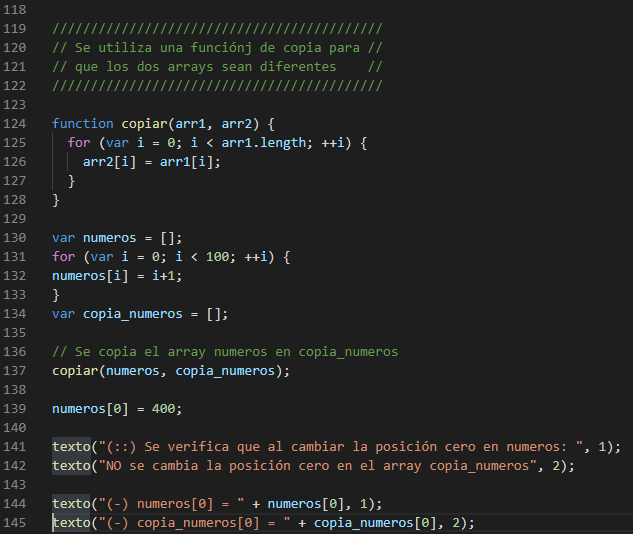 118
119 ///////////////////////////////////////////
120 // Se utiliza una funciónj de copia para //
121 // que los dos arrays sean diferentes    //
122 ///////////////////////////////////////////
123
124 function copiar(arr1, arr2) {
125   for (var i = 0; i < arr1.length; ++i) {
126     arr2[i] = arr1[i];
127   }
128 }
129
130 var numeros = [];
131 for (var i = 0; i < 100; ++i) {
132 numeros[i] = i+1;
133 }
134 var copia_numeros = [];
135
136 // Se copia el array numeros en copia_numeros
137 copiar(numeros, copia_numeros);
138
139 numeros[0] = 400;
140
141 texto("(::) Se verifica que al cambiar la posición cero en numeros: ", 1);
142 texto("NO se cambia la posición cero en el array copia_numeros", 2);
143
144 texto("(-) numeros[0] = " + numeros[0], 1);
145 texto("(-) copia_numeros[0] = " + copia_numeros[0], 2);